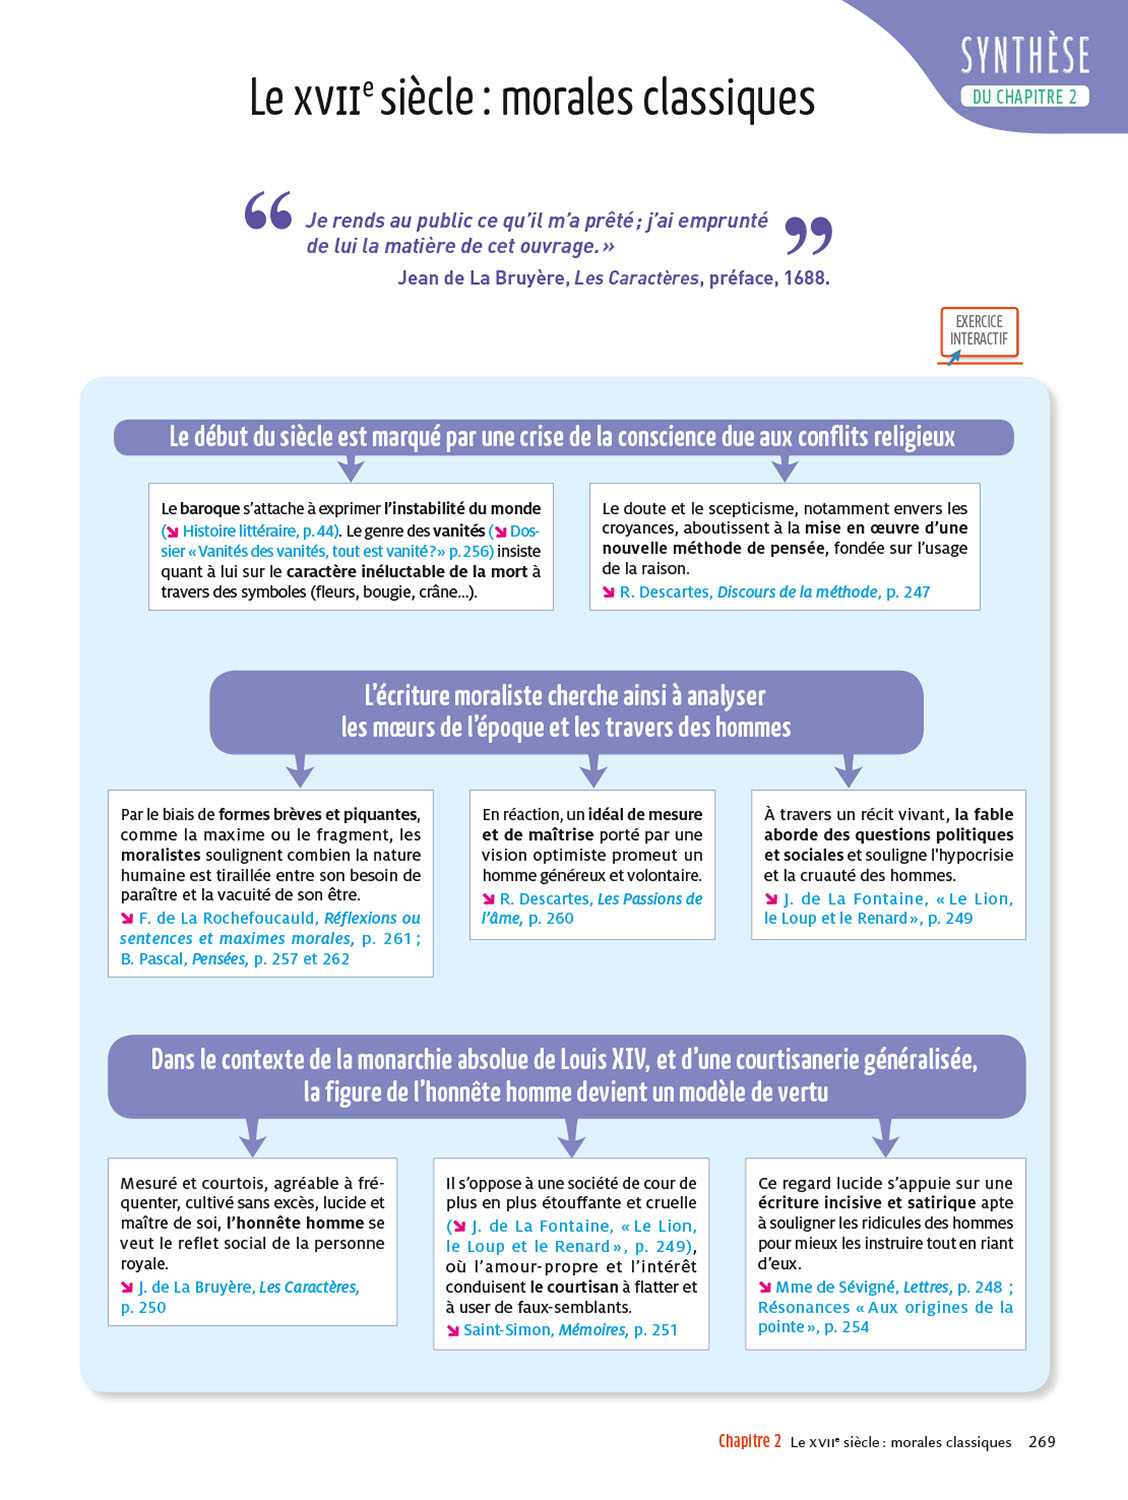 SYNTHÈSE
DU CHAPITRE 2
Le XVIIe siècle : morales classiques
“ Je rends au public ce qu’il m’a prêté ; j’ai emprunté
de lui la matière de cet ouvrage. » ”
Jean de La Bruyère, Les Caractères, préface, 1688.
EXERCICE
INTERACTIF
Le début du siècle est marqué par une crise de la conscience due aux conflits religieux
Le baroque s’attache à exprimer l’instabilité du monde
(↘ Histoire littéraire, p. 44). Le genre des vanités (↘ Dos-
sier « Vanités des vanités, tout est vanité ? » p. 256) insiste
quant à lui sur le caractère inéluctable de la mort à
travers des symboles (fleurs, bougie, crâne…).
Le doute et le scepticisme, notamment envers les
croyances, aboutissent à la mise en œuvre d’une
nouvelle méthode de pensée, fondée sur l’usage
de la raison.
↘ R. Descartes, Discours de la méthode, p. 247
L’écriture moraliste cherche ainsi à analyser
les mœurs de l’époque et les travers des hommes
Par le biais de formes brèves et piquantes,
comme la maxime ou le fragment, les
moralistes soulignent combien la nature
humaine est tiraillée entre son besoin de
paraître et la vacuité de son être.
↘ F. de La Rochefoucauld, Réflexions ou
sentences et maximes morales, p. 261 ;
B. Pascal, Pensées, p. 257 et 262
En réaction, un idéal de mesure
et de maîtrise porté par une
vision optimiste promeut un
homme généreux et volontaire.
↘ R. Descartes, Les Passions de
l’âme, p. 260
À travers un récit vivant, la fable
aborde des questions politiques
et sociales et souligne l'hypocrisie
et la cruauté des hommes.
↘ J. de La Fontaine, « Le Lion,
le Loup et le Renard », p. 249
Dans le contexte de la monarchie absolue de Louis XIV, et d’une courtisanerie généralisée,
la figure de l’honnête homme devient un modèle de vertu
Mesuré et courtois, agréable à fré-
quenter, cultivé sans excès, lucide et
maître de soi, l’honnête homme se
veut le reflet social de la personne
royale.
↘ J. de La Bruyère, Les Caractères,
p. 250
Il s’oppose à une société de cour de
plus en plus étouffante et cruelle
(↘ J. de La Fontaine, « Le Lion,
le Loup et le Renard », p. 249),
où l’amour-propre et l’intérêt
conduisent le courtisan à flatter et
à user de faux-semblants.
↘ Saint-Simon, Mémoires, p. 251
Ce regard lucide s’appuie sur une
écriture incisive et satirique apte
à souligner les ridicules des hommes
pour mieux les instruire tout en riant
d’eux.
↘ Mme de Sévigné, Lettres, p. 248 ;
Résonances « Aux origines de la
pointe », p. 254
Chapitre 2 Le XVIIe siècle : morales classiques 269